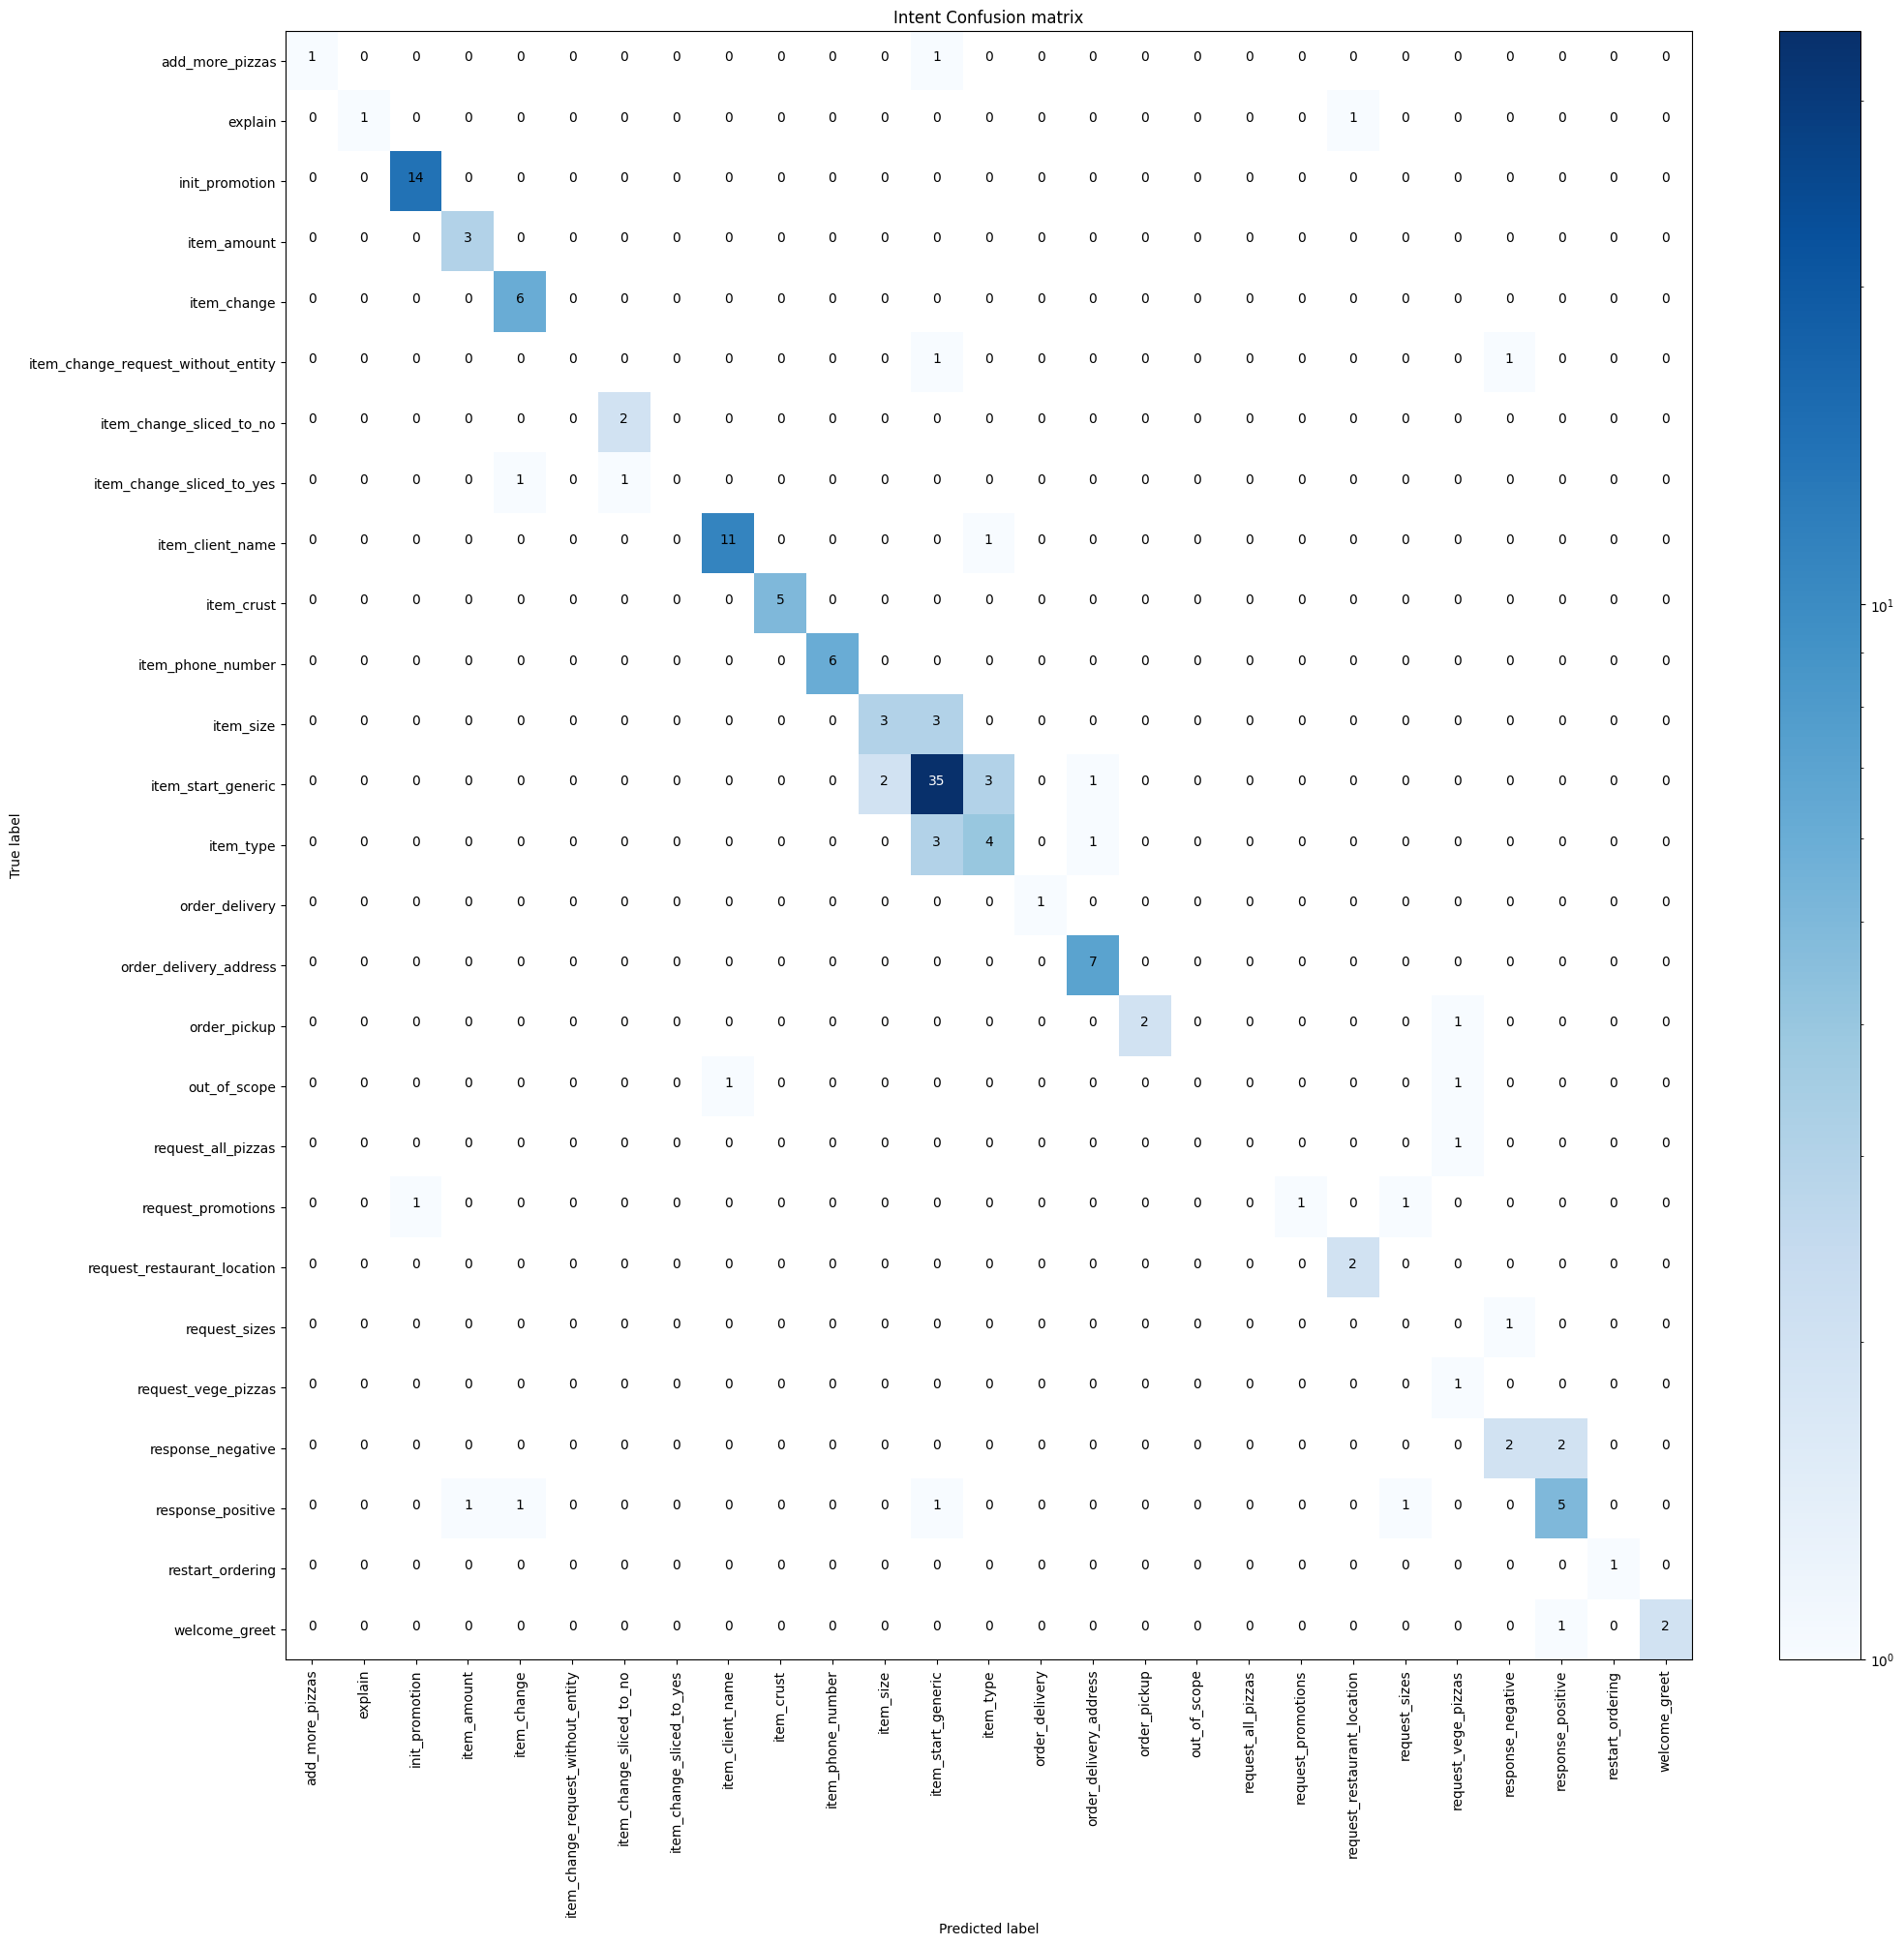 Intent Confusion matrix
add_more_pizzas 1 0 0 0 0 0 0 0 0 0 0 0 1 0 0 0 0 0 0 0 0 0 0 0 0 0 0
explain 0 1 0 0 0 0 0 0 0 0 0 0 0 0 0 0 0 0 0 0 1 0 0 0 0 0 0
init_promotion 0 0 14 0 0 0 0 0 0 0 0 0 0 0 0 0 0 0 0 0 0 0 0 0 0 0 0
item_amount 0 0 0 3 0 0 0 0 0 0 0 0 0 0 0 0 0 0 0 0 0 0 0 0 0 0 0
item_change 0 0 0 0 6 0 0 0 0 0 0 0 0 0 0 0 0 0 0 0 0 0 0 0 0 0 0
item_change_request_without_entity 0 0 0 0 0 0 0 0 0 0 0 0 1 0 0 0 0 0 0 0 0 0 0 1 0 0 0
item_change_sliced_to_no 0 0 0 0 0 0 2 0 0 0 0 0 0 0 0 0 0 0 0 0 0 0 0 0 0 0 0
item_change_sliced_to_yes 0 0 0 0 1 0 1 0 0 0 0 0 0 0 0 0 0 0 0 0 0 0 0 0 0 0 0
item_client_name 0 0 0 0 0 0 0 0 11 0 0 0 0 1 0 0 0 0 0 0 0 0 0 0 0 0 0
item_crust 0 0 0 0 0 0 0 0 0 5 0 0 0 0 0 0 0 0 0 0 0 0 0 0 0 0 0
10^1
item_phone_number 0 0 0 0 0 0 0 0 0 0 6 0 0 0 0 0 0 0 0 0 0 0 0 0 0 0 0
item_size 0 0 0 0 0 0 0 0 0 0 0 3 3 0 0 0 0 0 0 0 0 0 0 0 0 0 0
item_start_generic 0 0 0 0 0 0 0 0 0 0 0 2 35 3 0 1 0 0 0 0 0 0 0 0 0 0 0
True label
item_type 0 0 0 0 0 0 0 0 0 0 0 0 3 4 0 1 0 0 0 0 0 0 0 0 0 0 0
order_delivery 0 0 0 0 0 0 0 0 0 0 0 0 0 0 1 0 0 0 0 0 0 0 0 0 0 0 0
order_delivery_address 0 0 0 0 0 0 0 0 0 0 0 0 0 0 0 7 0 0 0 0 0 0 0 0 0 0 0
order_pickup 0 0 0 0 0 0 0 0 0 0 0 0 0 0 0 0 2 0 0 0 0 0 1 0 0 0 0
out_of_scope 0 0 0 0 0 0 0 0 1 0 0 0 0 0 0 0 0 0 0 0 0 0 1 0 0 0 0
request_all_pizzas 0 0 0 0 0 0 0 0 0 0 0 0 0 0 0 0 0 0 0 0 0 0 1 0 0 0 0
request_promotions 0 0 1 0 0 0 0 0 0 0 0 0 0 0 0 0 0 0 0 1 0 1 0 0 0 0 0
request_restaurant_location 0 0 0 0 0 0 0 0 0 0 0 0 0 0 0 0 0 0 0 0 2 0 0 0 0 0 0
request_sizes 0 0 0 0 0 0 0 0 0 0 0 0 0 0 0 0 0 0 0 0 0 0 0 1 0 0 0
request_vege_pizzas 0 0 0 0 0 0 0 0 0 0 0 0 0 0 0 0 0 0 0 0 0 0 1 0 0 0 0
response_negative 0 0 0 0 0 0 0 0 0 0 0 0 0 0 0 0 0 0 0 0 0 0 0 2 2 0 0
response_positive 0 0 0 1 1 0 0 0 0 0 0 0 1 0 0 0 0 0 0 0 0 1 0 0 5 0 0
restart_ordering 0 0 0 0 0 0 0 0 0 0 0 0 0 0 0 0 0 0 0 0 0 0 0 0 0 1 0
welcome_greet 0 0 0 0 0 0 0 0 0 0 0 0 0 0 0 0 0 0 0 0 0 0 0 0 1 0 2
10^0
add_more_pizzas
explain
init_promotion
item_amount
item_change
item_change_request_without_entity
item_change_sliced_to_no
item_change_sliced_to_yes
item_client_name
item_crust
item_phone_number
item_size
item_start_generic
item_type
order_delivery
order_delivery_address
order_pickup
out_of_scope
request_all_pizzas
request_promotions
request_restaurant_location
request_sizes
request_vege_pizzas
response_negative
response_positive
restart_ordering
welcome_greet
Predicted label